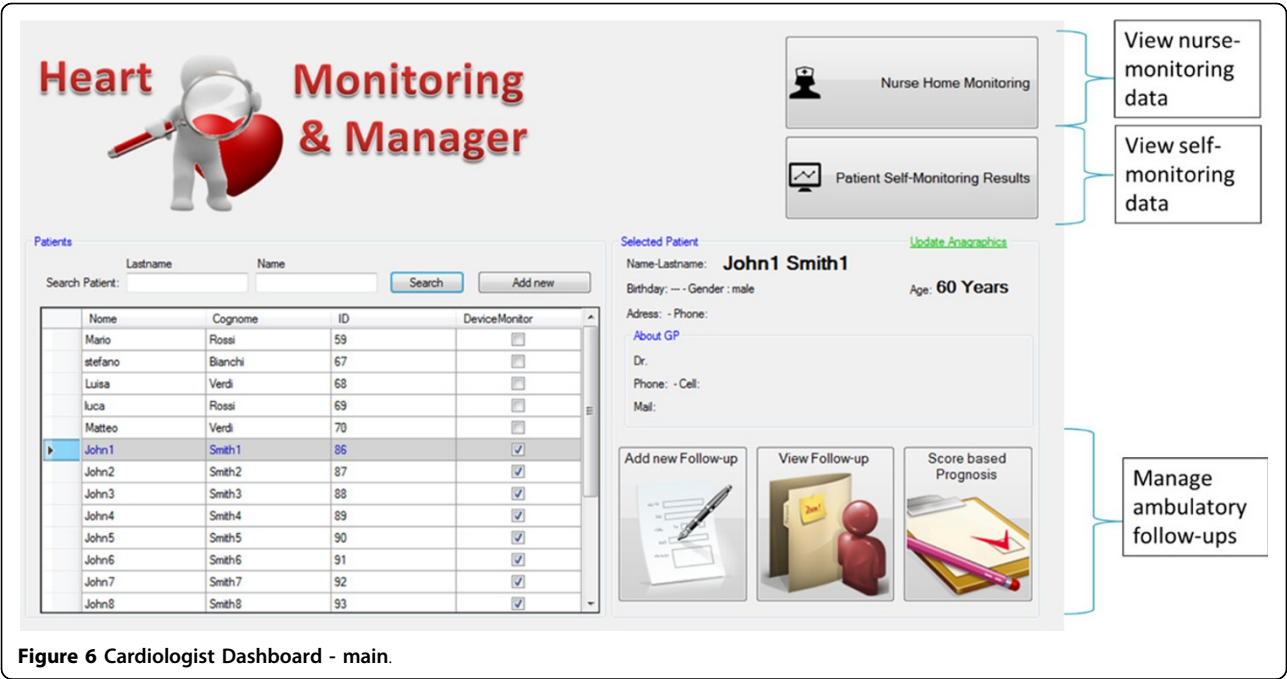 Heart Monitoring
& Manager
Nurse Home Monitoring
View nurse-
monitoring
data
Patient Self-Monitoring Results
View self-
monitoring
data
Patients
Lastname Name
Search Patient: Search Add new
Nome Cognome ID DeviceMonitor
Mario Rossi 59
stefano Bianchi 67
Luisa Verdi 68
luca Rossi 69
Matteo Verdi 70
John1 Smith1 86
John2 Smith2 87
John3 Smith3 88
John4 Smith4 89
John5 Smith5 90
John6 Smith6 91
John7 Smith7 92
John8 Smith8 93
Selected Patient Update Anagraphics
Name-Lastname: John1 Smith1
Birthday: --- - Gender : male Age: 60 Years
Adress: - Phone:
About GP
Dr.
Phone: - Cell:
Mail:
Add new Follow-up
View Follow-up
Score based
Prognosis
Manage
ambulatory
follow-ups
Figure 6 Cardiologist Dashboard - main.